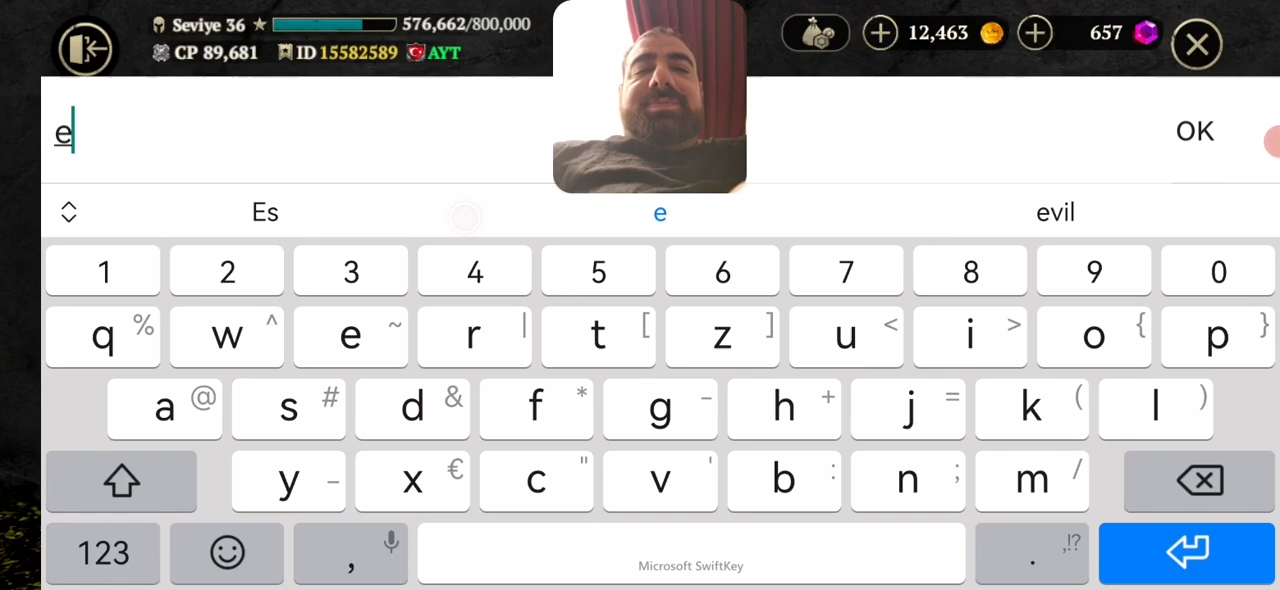 Seviye 36 576,662/800,000
CP 89,681 ID 15582589 AYT
12,463 657
e
OK
Es e evil
1 2 3 4 5 6 7 8 9 0
q % w ^ e ~ r | t [ z ] u < i > o { p }
a @ s # d & f * g - h + j = k ( l )
y _ x € c " v ' b : n ; m /
123 , . ,!?
Microsoft SwiftKey